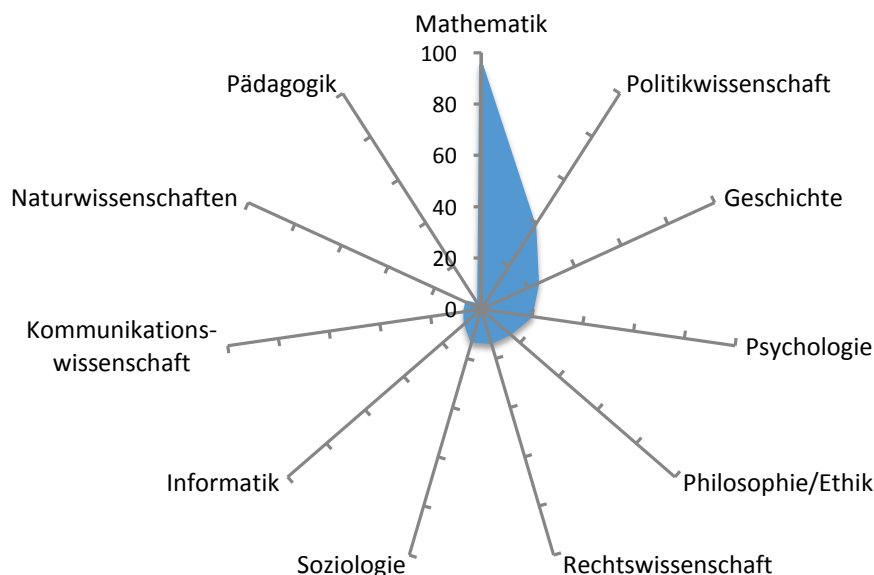 Mathematik
100
80
60
40
20
0
Politikwissenschaft
Geschichte
Psychologie
Philosophie/Ethik
Rechtswissenschaft
Soziologie
Informatik
Kommunikations-
wissenschaft
Naturwissenschaften
Pädagogik